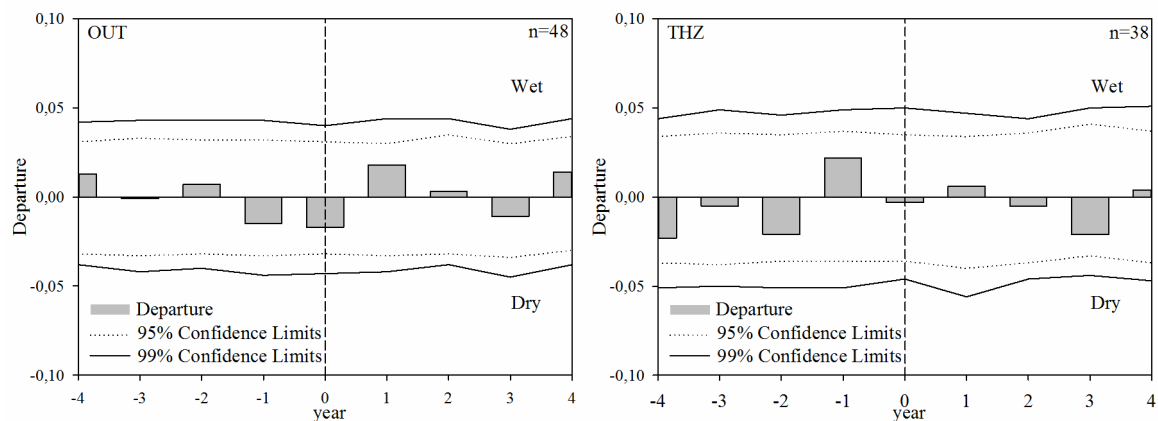 0,10
OUT
n=48
Wet
0,05
0,00
Departure
-0,05
Dry
Departure
95% Confidence Limits
99% Confidence Limits
-0,10
-4 -3 -2 -1 0 1 2 3 4
year
0,10
THZ
n=38
Wet
0,05
0,00
Departure
-0,05
Dry
Departure
95% Confidence Limits
99% Confidence Limits
-0,10
-4 -3 -2 -1 0 1 2 3 4
year